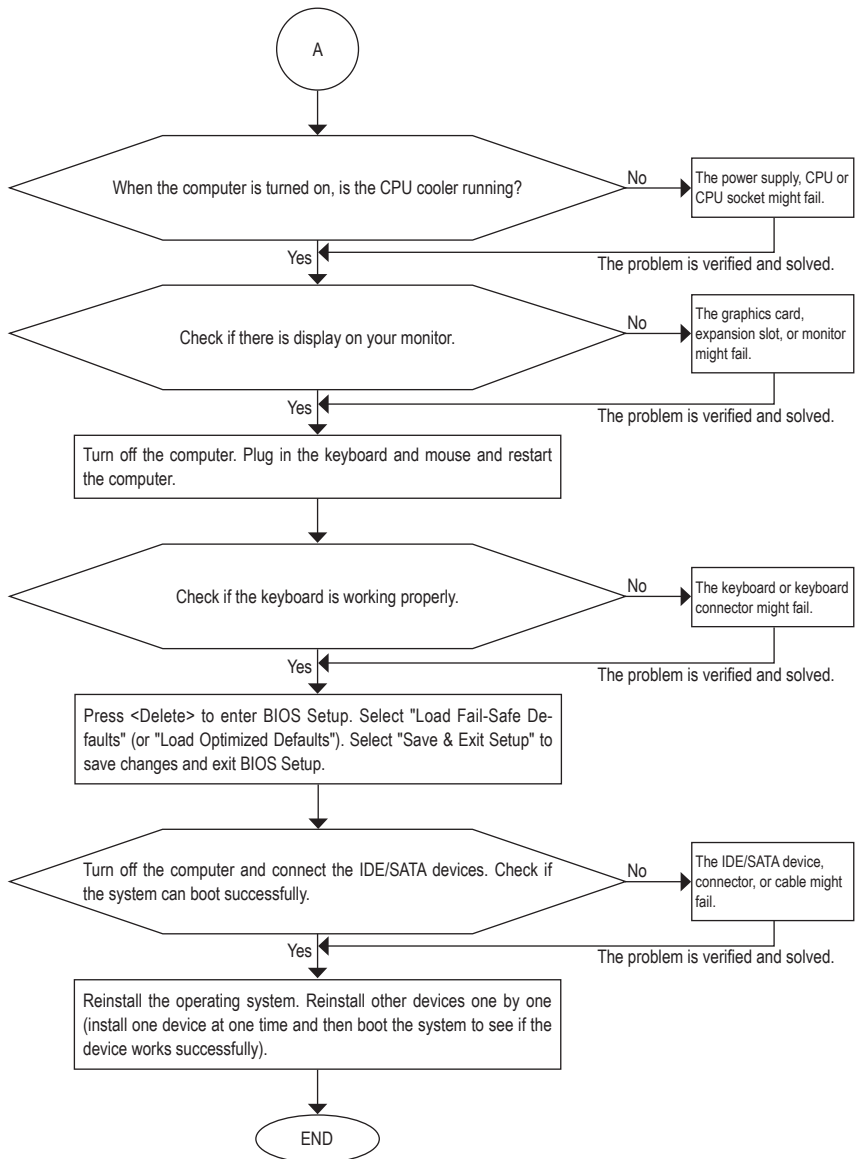 A
When the computer is turned on, is the CPU cooler running?
No
The power supply, CPU or
CPU socket might fail.
Yes
The problem is verified and solved.
Check if there is display on your monitor.
No
The graphics card,
expansion slot, or monitor
might fail.
Yes
The problem is verified and solved.
Turn off the computer. Plug in the keyboard and mouse and restart
the computer.
Check if the keyboard is working properly.
No
The keyboard or keyboard
connector might fail.
Yes
The problem is verified and solved.
Press <Delete> to enter BIOS Setup. Select "Load Fail-Safe De-
faults" (or "Load Optimized Defaults"). Select "Save & Exit Setup" to
save changes and exit BIOS Setup.
Turn off the computer and connect the IDE/SATA devices. Check if
the system can boot successfully.
No
The IDE/SATA device,
connector, or cable might
fail.
Yes
The problem is verified and solved.
Reinstall the operating system. Reinstall other devices one by one
(install one device at one time and then boot the system to see if the
device works successfully).
END